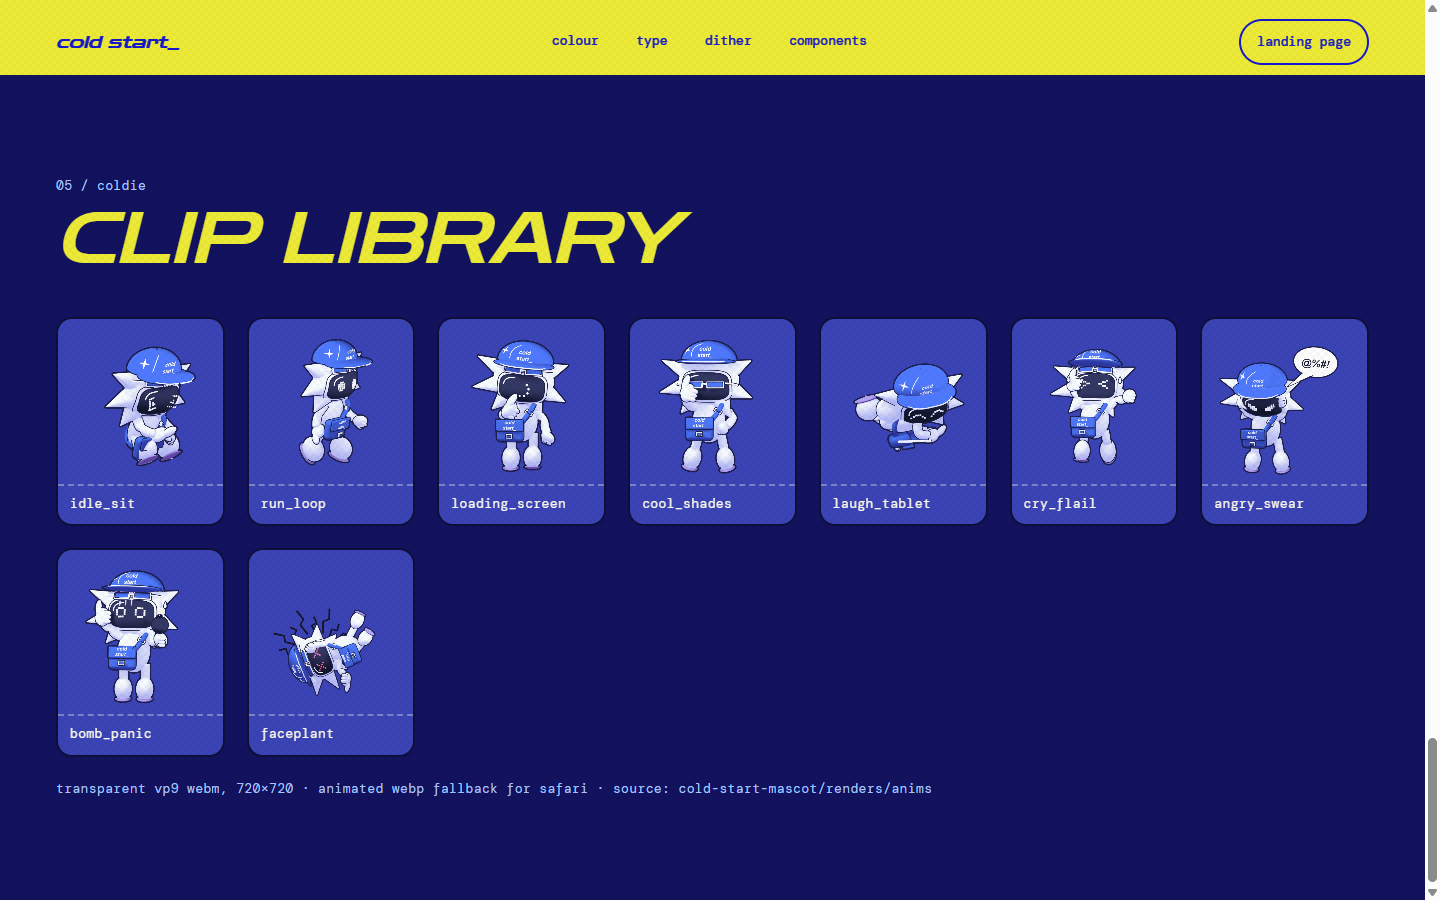 cold start_
colour type dither components
landing page
05 / coldie
CLIP LIBRARY
@%#!
idle_sit
run_loop
loading_screen
cool_shades
laugh_tablet
cry_flail
angry_swear
bomb_panic
faceplant
transparent vp9 webm, 720×720 · animated webp fallback for safari · source: cold-start-mascot/renders/anims